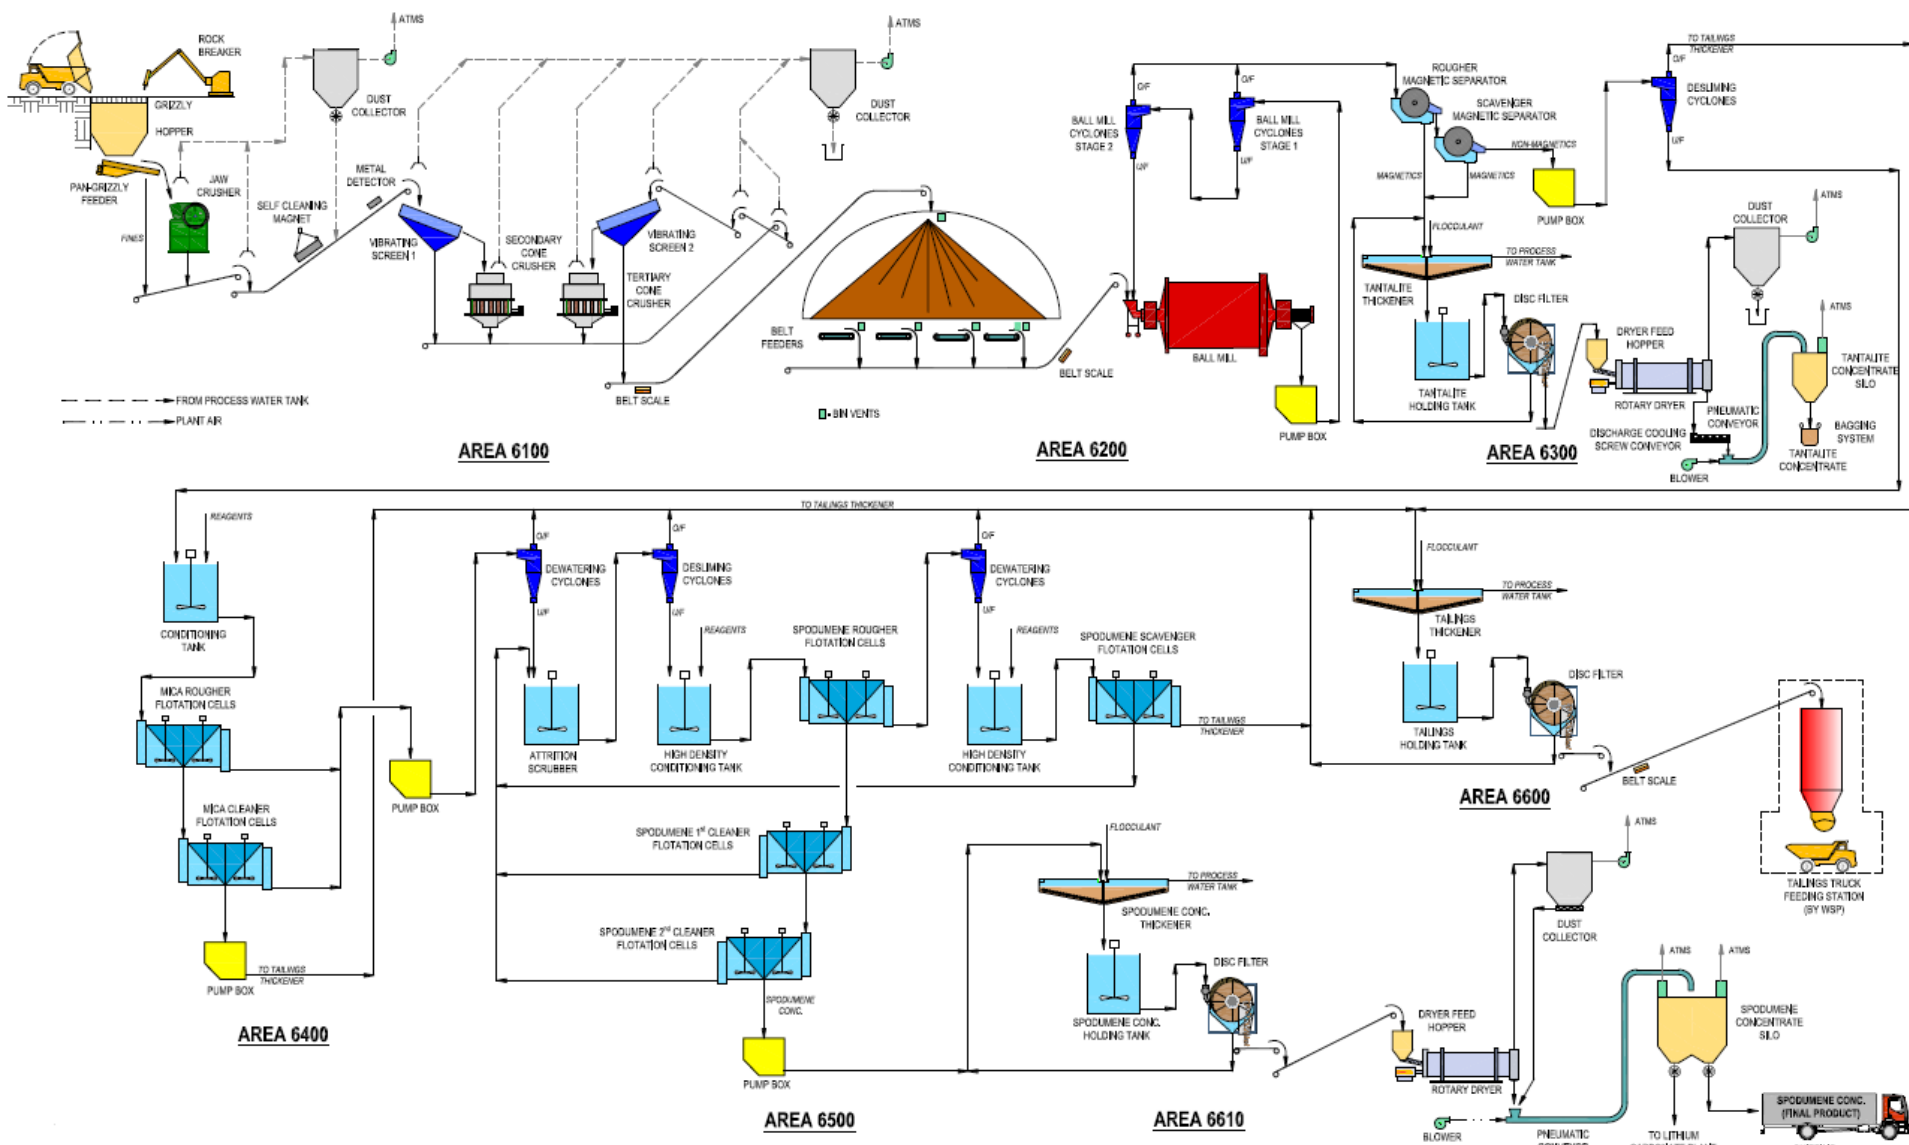 ATMS
ROCK
BREAKER
GRIZZLY
HOPPER
PAN-GRIZZLY
FEEDER
JAW
CRUSHER
FINES
DUST
COLLECTOR
SELF CLEANING
MAGNET
METAL
DETECTOR
VIBRATING
SCREEN 1
SECONDARY
CONE
CRUSHER
VIBRATING
SCREEN 2
TERTIARY
CONE
CRUSHER
ATMS
DUST
COLLECTOR
BELT SCALE
FROM PROCESS WATER TANK
PLANT AIR
AREA 6100
BELT
FEEDERS
- BIN VENTS
BELT SCALE
BALL MILL
CYCLONES
STAGE 2
O/F
U/F
BALL MILL
CYCLONES
STAGE 1
O/F
U/F
BALL MILL
PUMP BOX
AREA 6200
ROUGHER
MAGNETIC SEPARATOR
SCAVENGER
MAGNETIC SEPARATOR
NON-MAGNETICS
MAGNETICS
MAGNETICS
PUMP BOX
TO TAILINGS
THICKENER
O/F
DESLIMING
CYCLONES
U/F
FLOCCULANT
TO PROCESS
WATER TANK
TANTALITE
THICKENER
TANTALITE
HOLDING TANK
DISC FILTER
DRYER FEED
HOPPER
ROTARY DRYER
DUST
COLLECTOR
ATMS
ATMS
TANTALITE
CONCENTRATE
SILO
PNEUMATIC
CONVEYOR
DISCHARGE COOLING
SCREW CONVEYOR
BLOWER
BAGGING
SYSTEM
TANTALITE
CONCENTRATE
AREA 6300
REAGENTS
CONDITIONING
TANK
MICA ROUGHER
FLOTATION CELLS
MICA CLEANER
FLOTATION CELLS
PUMP BOX
TO TAILINGS
THICKENER
PUMP BOX
AREA 6400
TO TAILINGS THICKENER
O/F
DEWATERING
CYCLONES
U/F
ATTRITION
SCRUBBER
O/F
DESLIMING
CYCLONES
U/F
REAGENTS
HIGH DENSITY
CONDITIONING TANK
SPODUMENE ROUGHER
FLOTATION CELLS
O/F
DEWATERING
CYCLONES
U/F
REAGENTS
HIGH DENSITY
CONDITIONING TANK
SPODUMENE SCAVENGER
FLOTATION CELLS
TO TAILINGS
THICKENER
SPODUMENE 1st CLEANER
FLOTATION CELLS
SPODUMENE 2nd CLEANER
FLOTATION CELLS
SPODUMENE
CONC.
PUMP BOX
AREA 6500
FLOCCULANT
TO PROCESS
WATER TANK
TAILINGS
THICKENER
TAILINGS
HOLDING TANK
DISC FILTER
BELT SCALE
AREA 6600
TAILINGS TRUCK
FEEDING STATION
(BY WSP)
FLOCCULANT
TO PROCESS
WATER TANK
SPODUMENE CONC.
THICKENER
SPODUMENE CONC.
HOLDING TANK
DISC FILTER
AREA 6610
DRYER FEED
HOPPER
ROTARY DRYER
DUST
COLLECTOR
ATMS
BLOWER
PNEUMATIC
ATMS
ATMS
SPODUMENE
CONCENTRATE
SILO
TO LITHIUM
SPODUMENE CONC.
(FINAL PRODUCT)